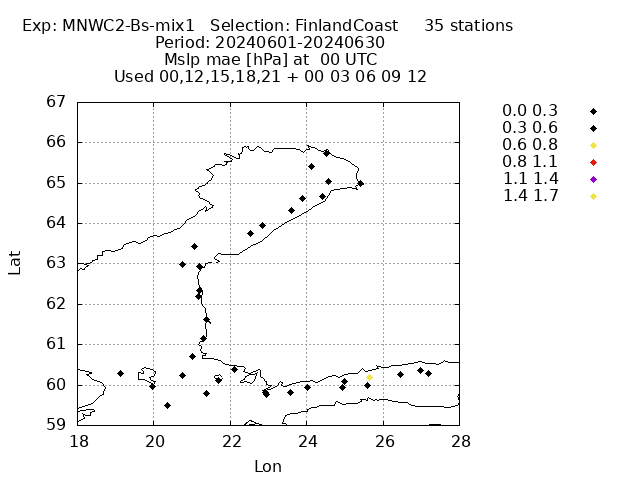 Exp: MNWC2-Bs-mix1 Selection: FinlandCoast 35 stations
Period: 20240601-20240630
Mslp mae [hPa] at 00 UTC
Used 00,12,15,18,21 + 00 03 06 09 12
67
66
65
64
63
62
61
60
59
Lat
18 20 22 24 26 28
Lon
0.0 0.3
0.3 0.6
0.6 0.8
0.8 1.1
1.1 1.4
1.4 1.7